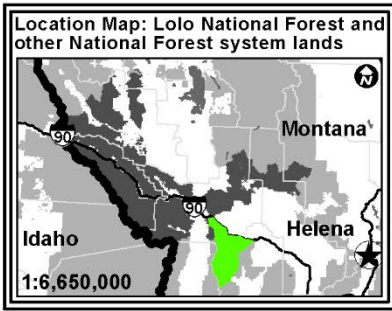 Location Map: Lolo National Forest and
other National Forest system lands
N
90
Montana
90
Idaho
Helena
1:6,650,000